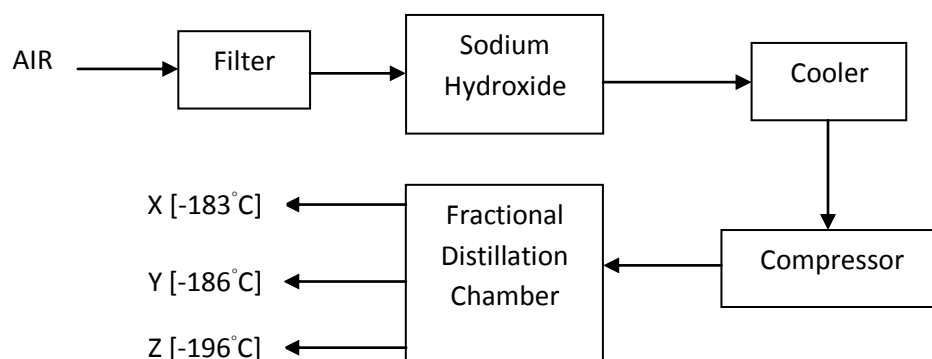 AIR
Filter
Sodium
Hydroxide
Cooler
Compressor
Fractional
Distillation
Chamber
X [-183°C]
Y [-186°C]
Z [-196°C]